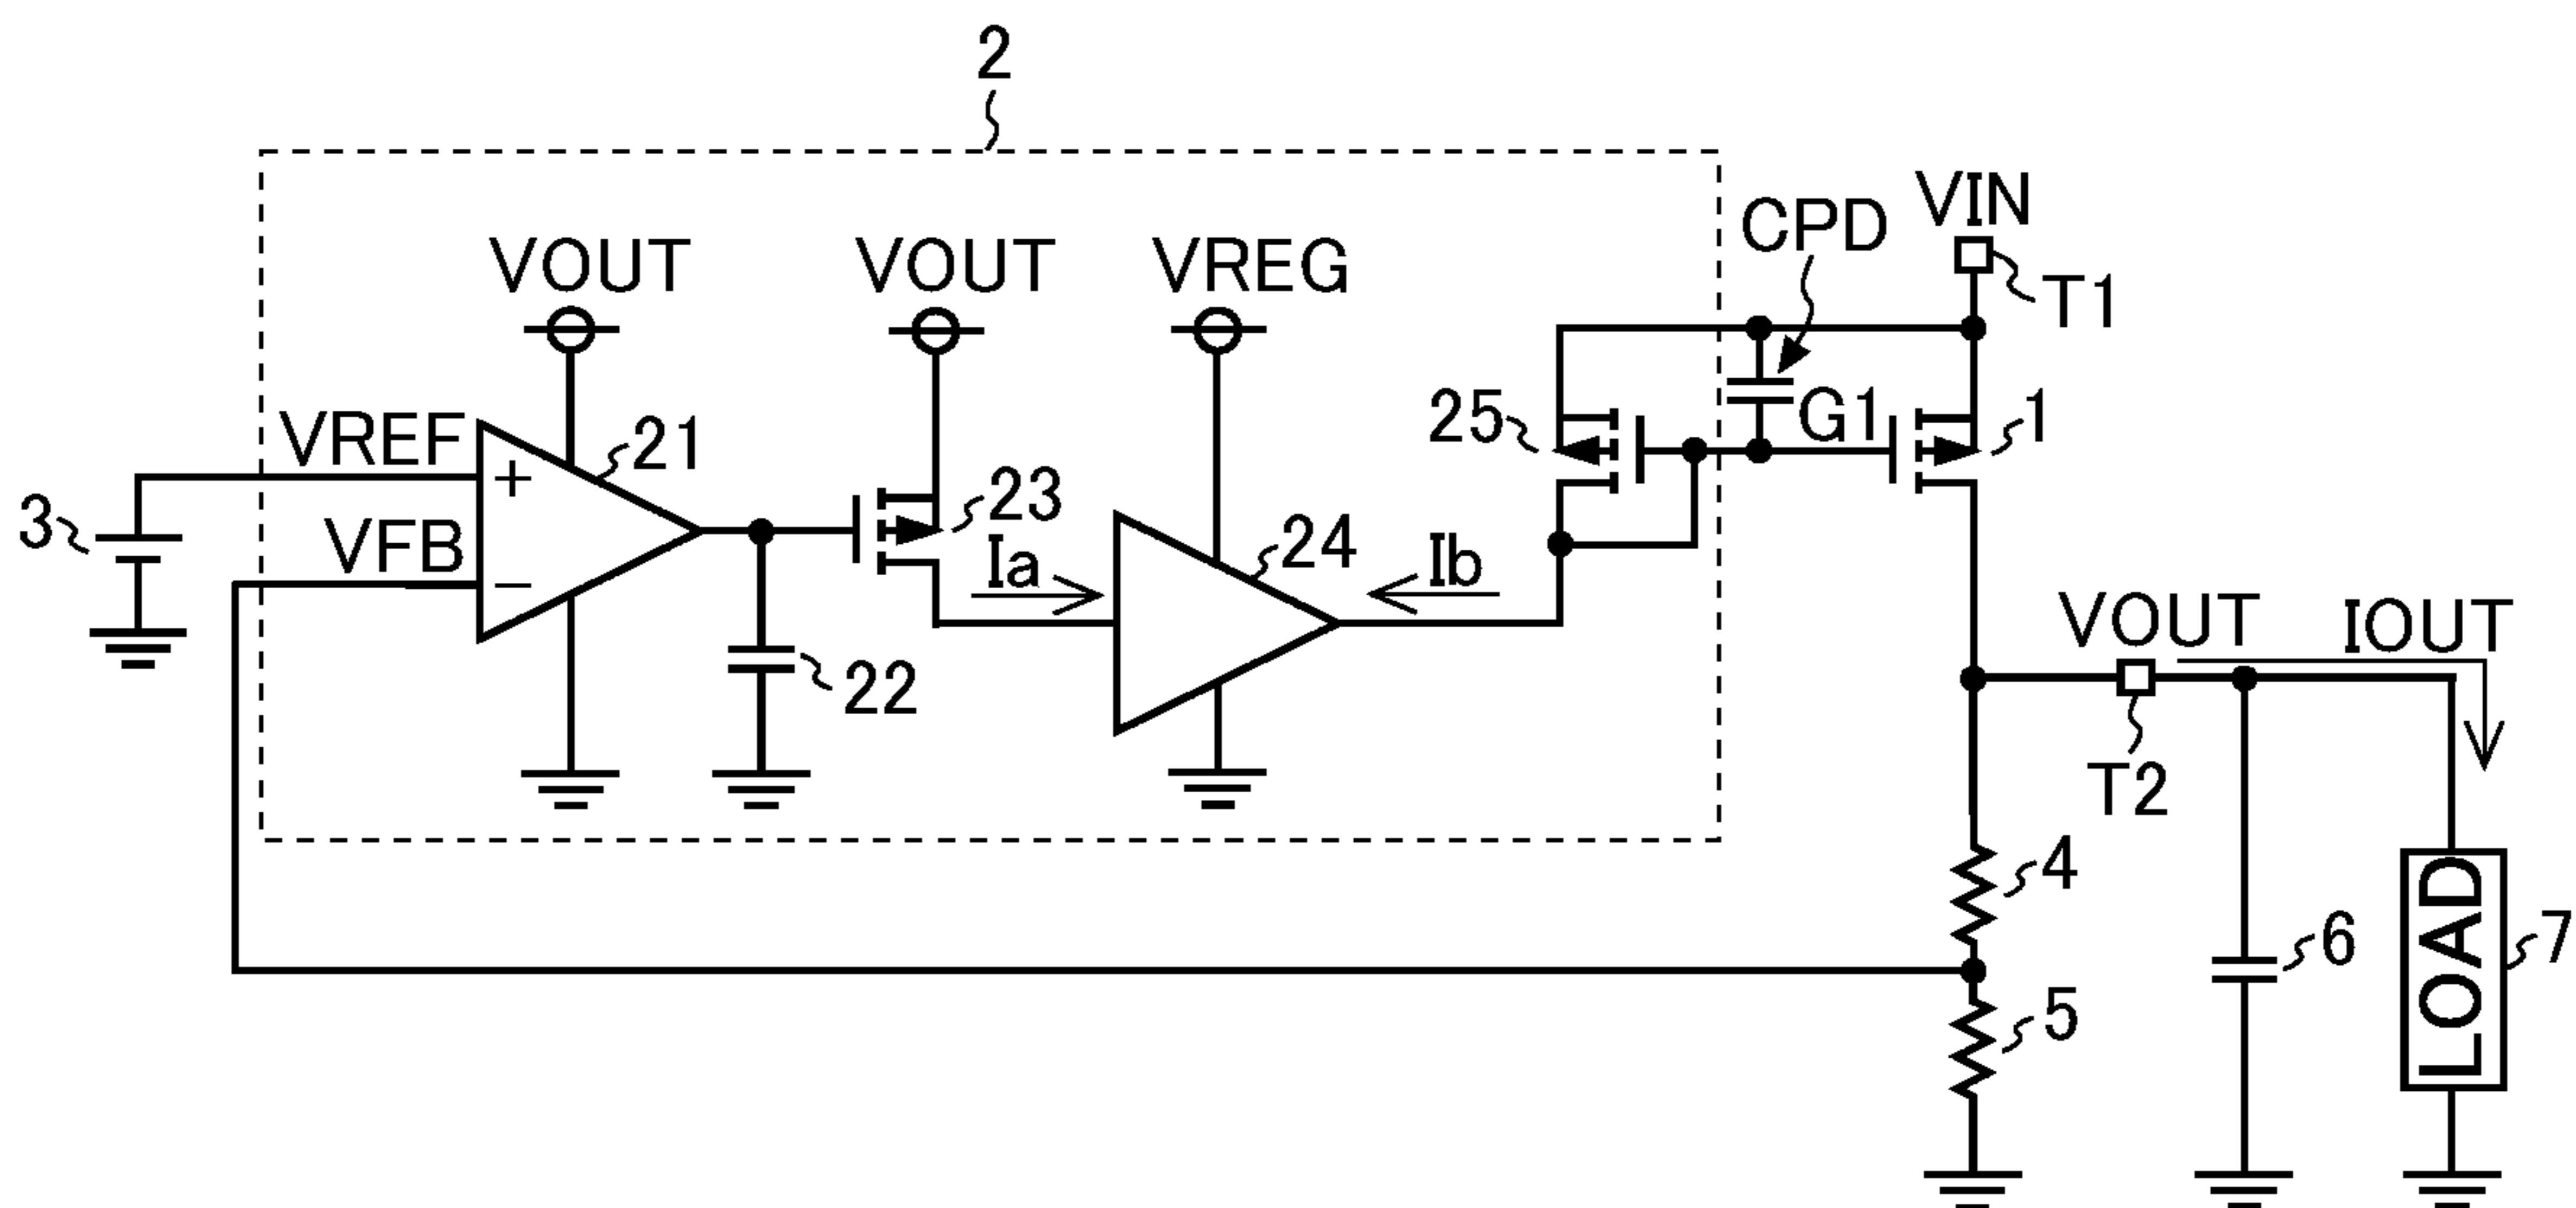 2
VIN
CPD
T1
VOUT
VOUT
VREG
G1
1
25
VREF
+
21
3
VFB
−
23
Ia
24
Ib
22
VOUT
IOUT
T2
4
5
6
LOAD
7